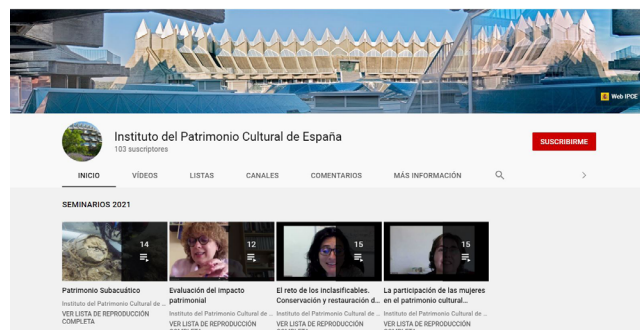 Web IPCE
Instituto del Patrimonio Cultural de España
103 suscriptores
SUSCRIBIRME
INICIO VÍDEOS LISTAS CANALES COMENTARIOS MÁS INFORMACIÓN
SEMINARIOS 2021
14 12 15 15
Patrimonio Subacuático
Instituto del Patrimonio Cultural de ...
VER LISTA DE REPRODUCCIÓN
COMPLETA
Evaluación del impacto
patrimonial
Instituto del Patrimonio Cultural de ...
VER LISTA DE REPRODUCCIÓN
COMPLETA
El reto de los inclasificables.
Conservación y restauración d...
Instituto del Patrimonio Cultural de ...
VER LISTA DE REPRODUCCIÓN
COMPLETA
La participación de las mujeres
en el patrimonio cultural...
Instituto del Patrimonio Cultural de ...
VER LISTA DE REPRODUCCIÓN
COMPLETA